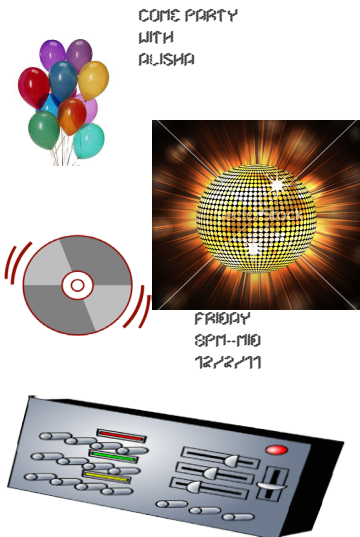 COME PARTY
WITH
ALISHA
FRIDAY
8PM--MID
12/2/11